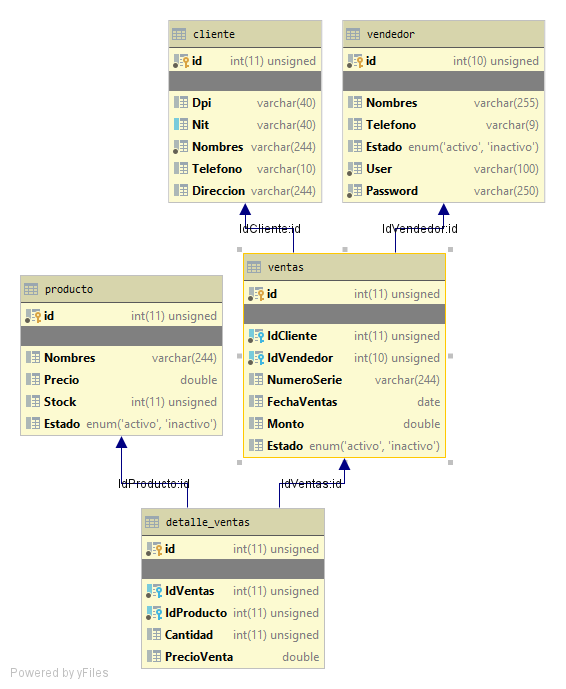 cliente
id int(11) unsigned
Dpi varchar(40)
Nit varchar(40)
Nombres varchar(244)
Telefono varchar(10)
Direccion varchar(244)
vendedor
id int(10) unsigned
Nombres varchar(255)
Telefono varchar(9)
Estado enum('activo', 'inactivo')
User varchar(100)
Password varchar(250)
IdCliente:id
IdVendedor:id
ventas
id int(11) unsigned
IdCliente int(11) unsigned
IdVendedor int(10) unsigned
NumeroSerie varchar(244)
FechaVentas date
Monto double
Estado enum('activo', 'inactivo')
producto
id int(11) unsigned
Nombres varchar(244)
Precio double
Stock int(11) unsigned
Estado enum('activo', 'inactivo')
IdProducto:id
IdVentas:id
detalle_ventas
id int(11) unsigned
IdVentas int(11) unsigned
IdProducto int(11) unsigned
Cantidad int(11) unsigned
PrecioVenta double
Powered by yFiles